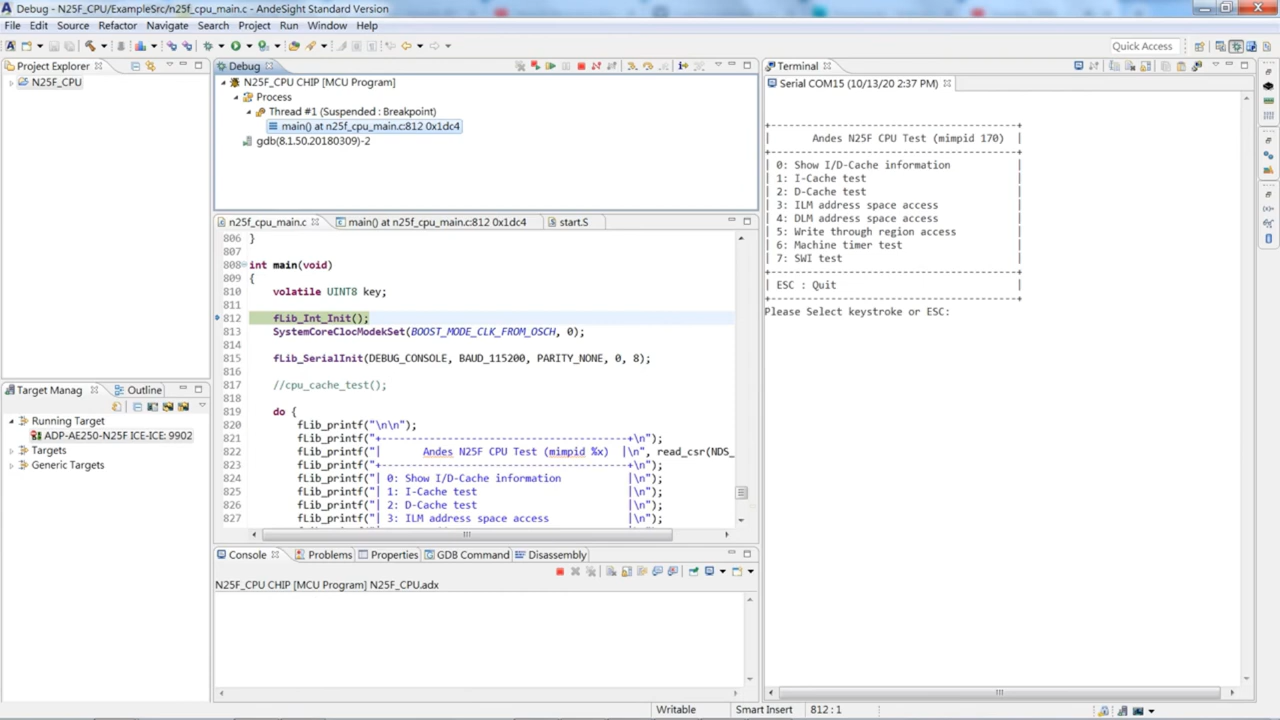 Debug - N25F_CPU/ExampleSrc/n25f_cpu_main.c - AndeSight Standard Version
File Edit Source Refactor Navigate Search Project Explorer Run Window Help
Quick Access
Project Explorer
N25F_CPU
Debug
N25F_CPU CHIP [MCU Program]
Process
Thread #1 (Suspended : Breakpoint)
main() at n25f_cpu_main.c:812 0x1dc4
gdb(8.1.50.20180309)-2
n25f_cpu_main.c main() at n25f_cpu_main.c:812 0x1dc4 start.S
806 }
807
808 int main(void)
809 {
810 volatile UINT8 key;
811
812 fLib_Int_Init();
813 SystemCoreClocModekSet(BOOST_MODE_CLK_FROM_OSCH, 0);
815 fLib_SerialInit(DEBUG_CONSOLE, BAUD_115200, PARITY_NONE, 0, 8);
816
817 //cpu_cache_test();
818
819 do {
820 fLib_printf("\n\n");
821 fLib_printf("+----------------------------------------+\n");
822 fLib_printf("| Andes N25F CPU Test (mimpid %x) |\n", read_csr(NDS_
823 fLib_printf("+----------------------------------------+\n");
824 fLib_printf("| 0: Show I/D-Cache information |\n");
825 fLib_printf("| 1: I-Cache test |\n");
826 fLib_printf("| 2: D-Cache test |\n");
827 fLib_printf("| 3: ILM address space access |\n");
Target Manag Outline
Running Target
ADP-AE250-N25F ICE-ICE: 9902
Targets
Generic Targets
Console Problems Properties GDB Command Disassembly
N25F_CPU CHIP [MCU Program] N25F_CPU.adx
Terminal
Serial COM15 (10/13/20 2:37 PM)
+------------------------------------------+
| Andes N25F CPU Test (mimpid 170) |
+------------------------------------------+
| 0: Show I/D-Cache information |
| 1: I-Cache test |
| 2: D-Cache test |
| 3: ILM address space access |
| 4: DLM address space access |
| 5: Write through region access |
| 6: Machine timer test |
| 7: SWI test |
+------------------------------------------+
| ESC : Quit |
+------------------------------------------+
Please Select keystroke or ESC:
Writable Smart Insert 812 : 1